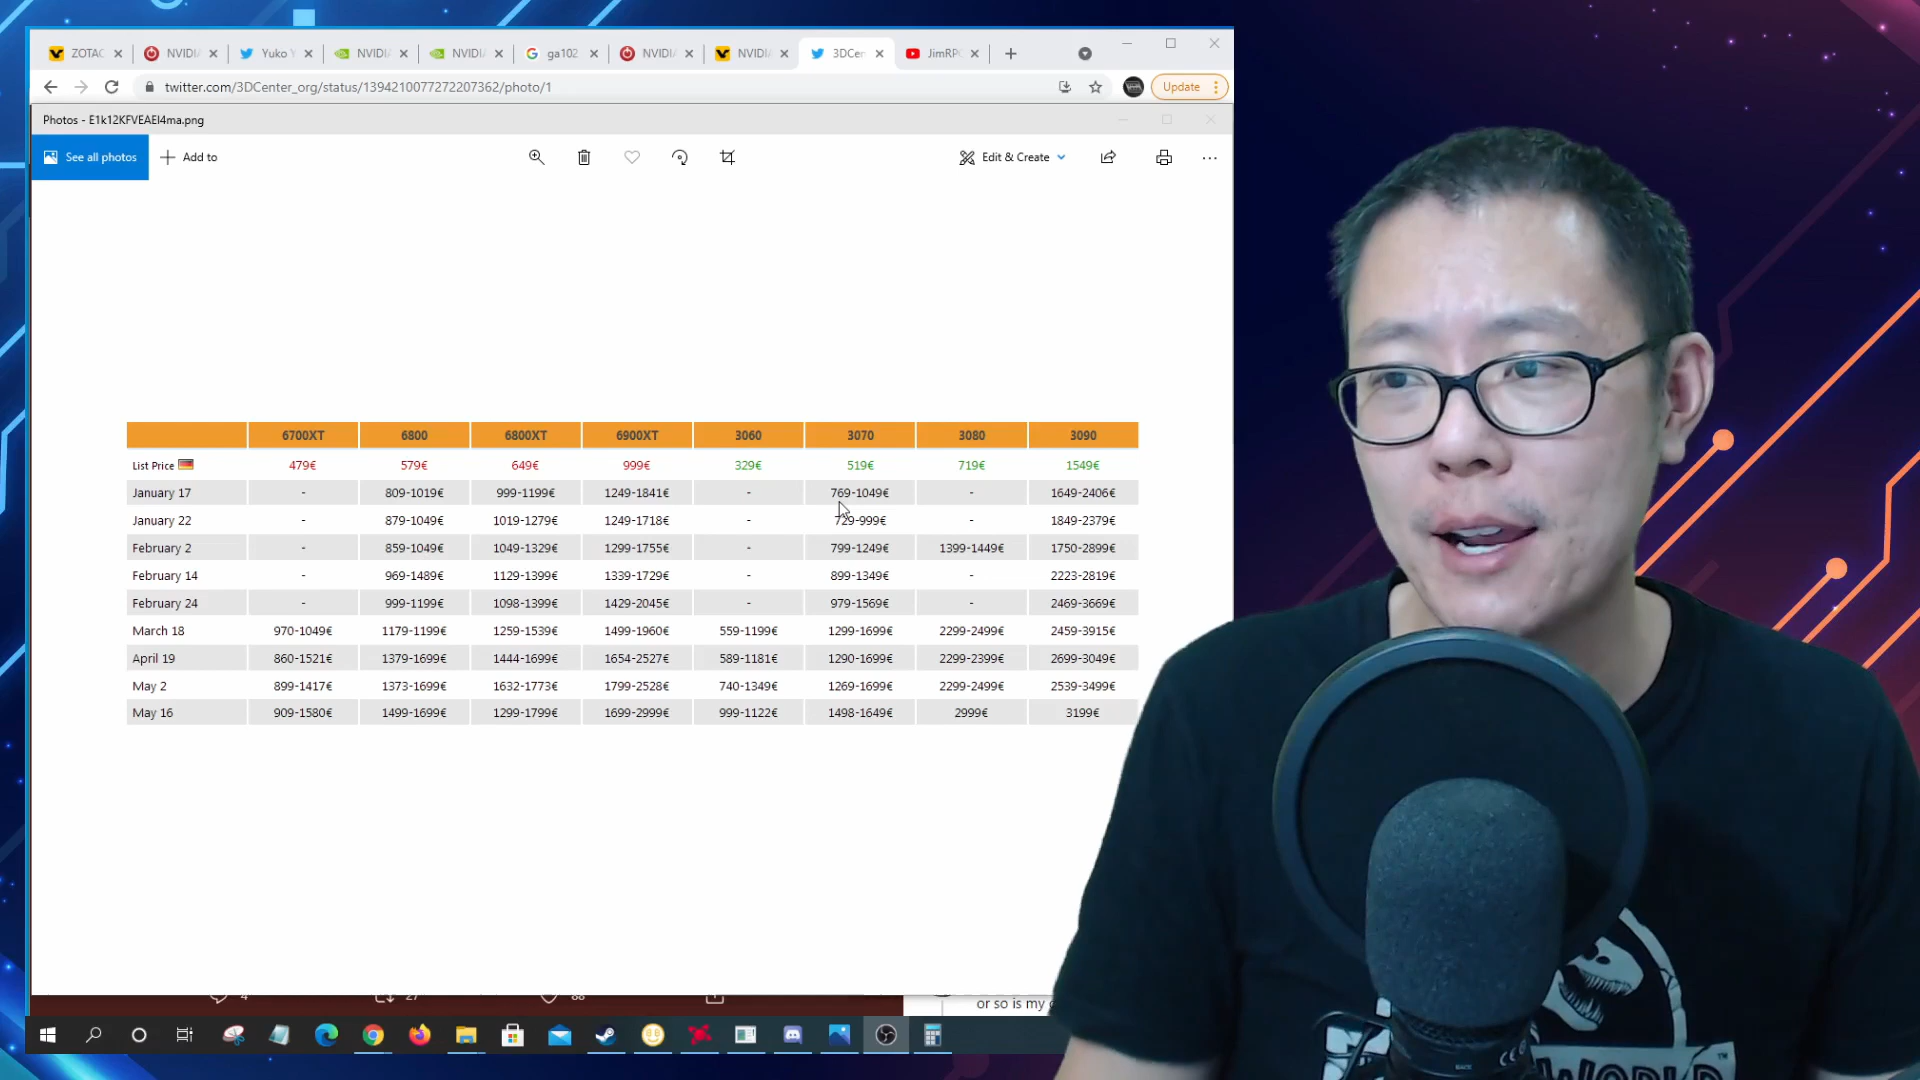 ZOTAC
NVIDIA
Yuko Y
NVIDIA
NVIDIA
ga102
NVIDIA
NVIDIA
3DCen
JimRPG
twitter.com/3DCenter_org/status/1394210077272207362/photo/1
Update
Photos - E1k12KFVEAEI4ma.png
See all photos
Add to
Edit & Create
6700XT 6800 6800XT 6900XT 3060 3070 3080 3090
List Price 479€ 579€ 649€ 999€ 329€ 519€ 719€ 1549€
January 17 - 809-1019€ 999-1199€ 1249-1841€ - 769-1049€ - 1649-2406€
January 22 - 879-1049€ 1019-1279€ 1249-1718€ - 729-999€ - 1849-2379€
February 2 - 859-1049€ 1049-1329€ 1299-1755€ - 799-1249€ 1399-1449€ 1750-2899€
February 14 - 969-1489€ 1129-1399€ 1339-1729€ - 899-1349€ - 2223-2819€
February 24 - 999-1199€ 1098-1399€ 1429-2045€ - 979-1569€ - 2469-3669€
March 18 970-1049€ 1179-1199€ 1259-1539€ 1499-1960€ 559-1199€ 1299-1699€ 2299-2499€ 2459-3915€
April 19 860-1521€ 1379-1699€ 1444-1699€ 1654-2527€ 589-1181€ 1290-1699€ 2299-2399€ 2699-3049€
May 2 899-1417€ 1373-1699€ 1632-1773€ 1799-2528€ 740-1349€ 1269-1699€ 2299-2499€ 2539-3499€
May 16 909-1580€ 1499-1699€ 1299-1799€ 1699-2999€ 999-1122€ 1498-1649€ 2999€ 3199€
or so is my